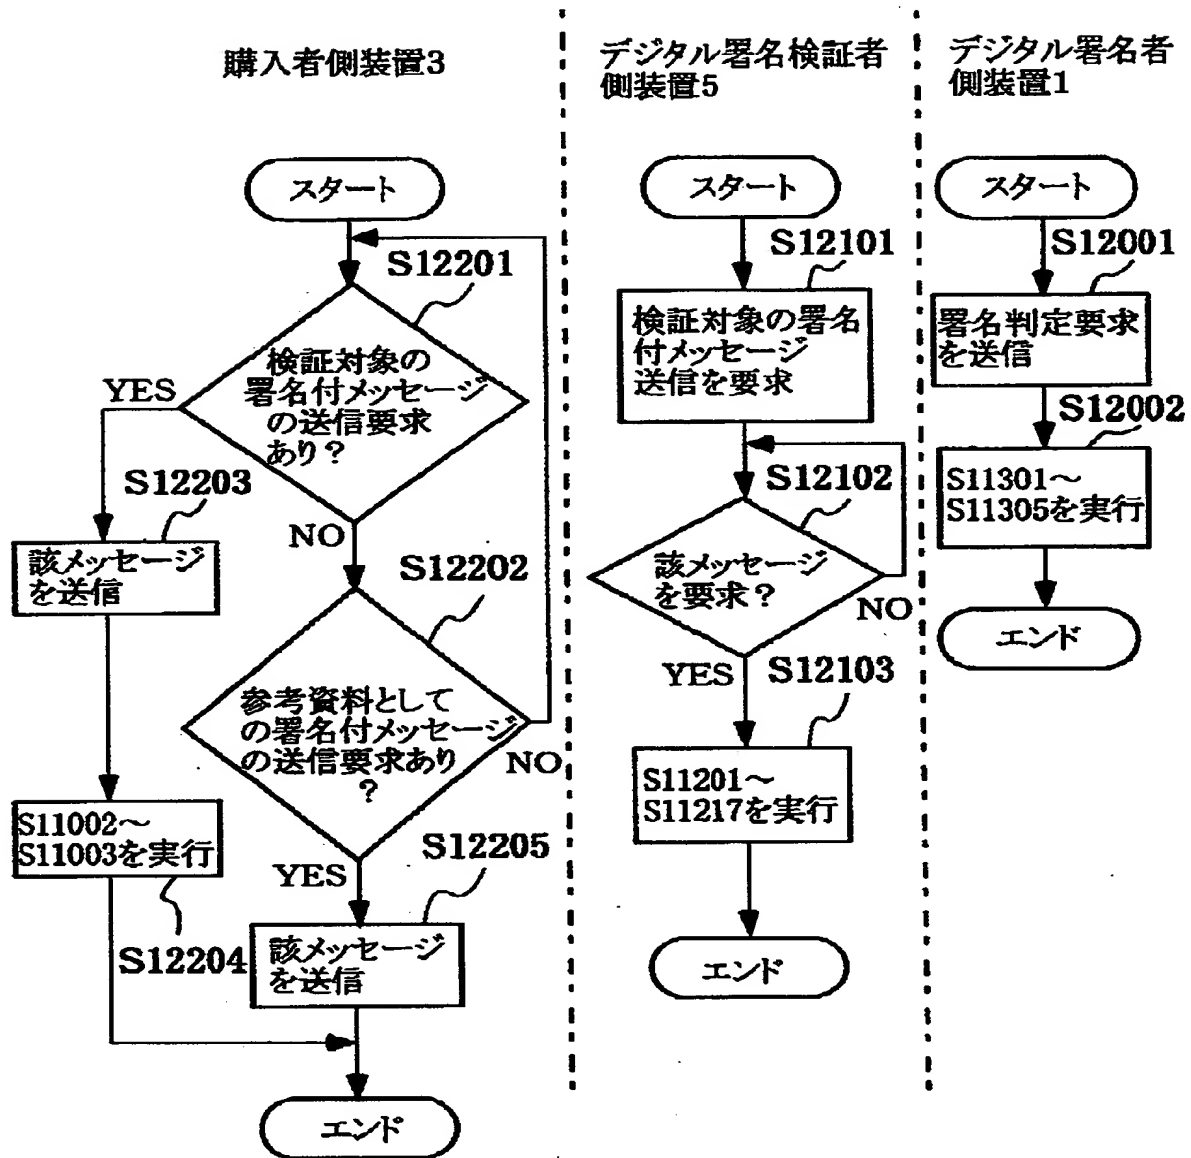 購入者側装置3
スタート
S12201
検証対象の
署名付メッセージ
の送信要求
あり？
YES
NO
S12203
該メッセージ
を送信
S12202
参考資料として
の署名付メッセージ
の送信要求あり
？
NO
YES
S11002～
S11003を実行
S12204
S12205
該メッセージ
を送信
エンド
デジタル署名検証者
側装置5
スタート
S12101
検証対象の署名
付メッセージ
送信を要求
S12102
該メッセージ
を要求？
NO
YES
S12103
S11201～
S11217を実行
エンド
デジタル署名者
側装置1
スタート
S12001
署名判定要求
を送信
S12002
S11301～
S11305を実行
エンド